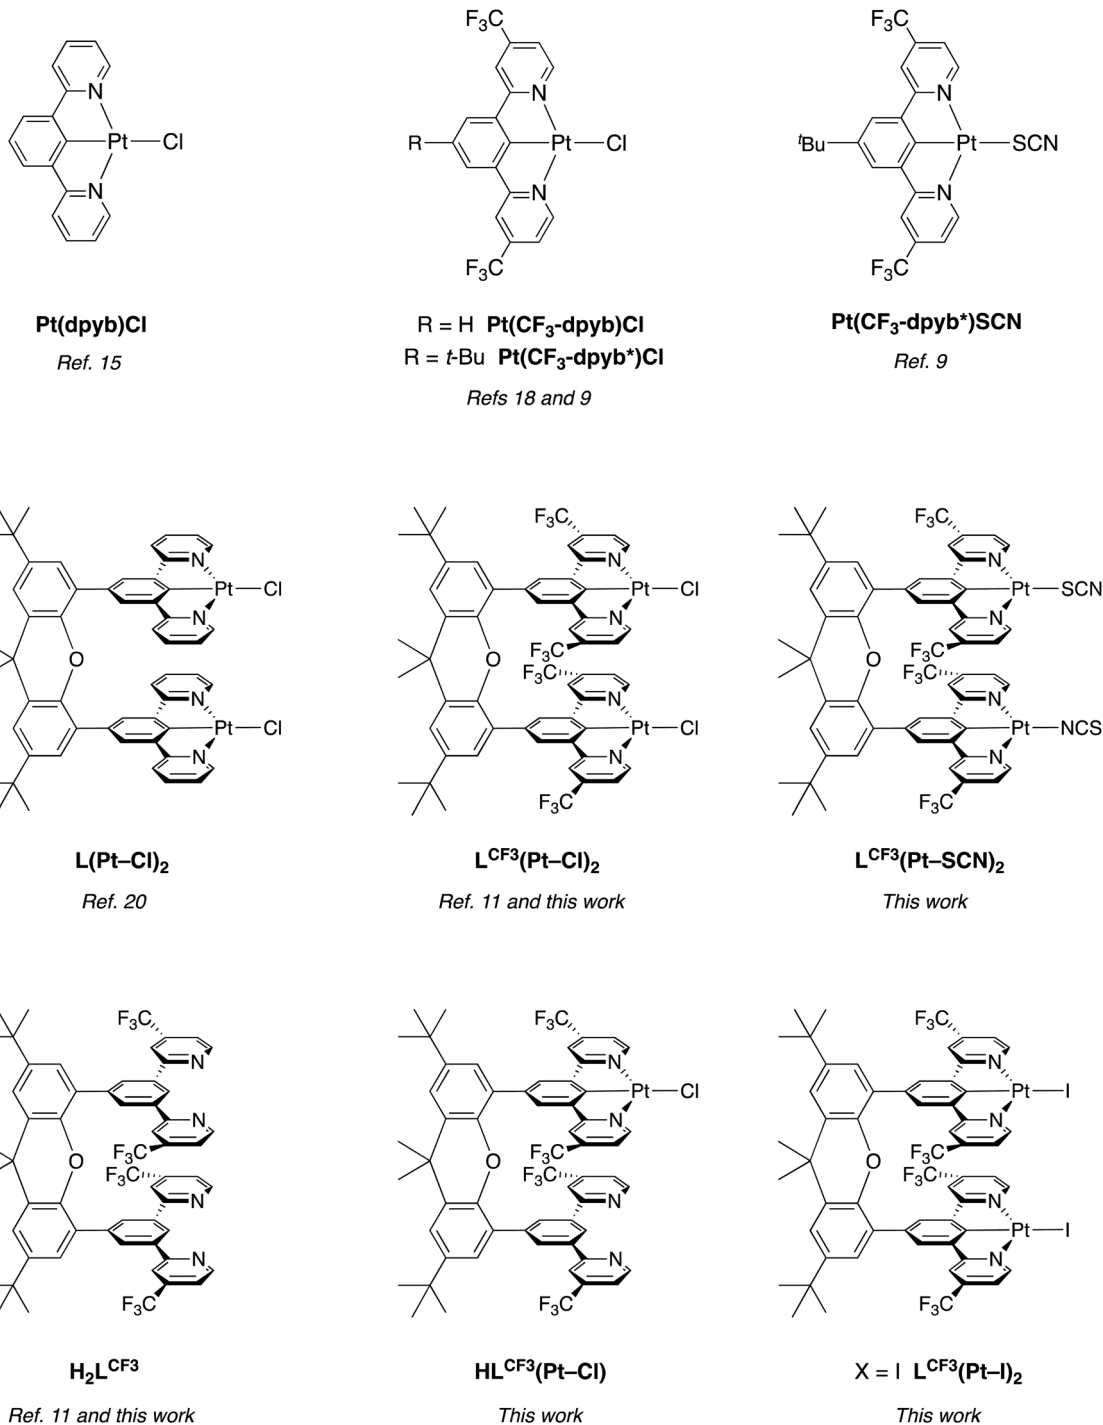 F₃C
F₃C
N
N
N
Pt
Cl
R
Pt
Cl
ᵗBu
Pt
SCN
N
N
N
F₃C
F₃C
Pt(dpyb)Cl
R = H Pt(CF₃-dpyb)Cl
Pt(CF₃-dpyb*)SCN
Ref. 15
R = t-Bu Pt(CF₃-dpyb*)Cl
Ref. 9
Refs 18 and 9
F₃C
F₃C
N
N
N
Pt
Cl
Pt
Cl
Pt
SCN
N
N
N
O
F₃C
F₃C
O
F₃C
F₃C
O
N
N
N
Pt
Cl
Pt
Cl
Pt
NCS
N
N
N
F₃C
F₃C
L(Pt–Cl)₂
Lᶜᶠ³(Pt–Cl)₂
Lᶜᶠ³(Pt–SCN)₂
Ref. 20
Ref. 11 and this work
This work
F₃C
F₃C
F₃C
N
N
N
Pt
Cl
Pt
I
N
N
N
O
F₃C
F₃C
O
F₃C
F₃C
O
F₃C
F₃C
N
N
N
Pt
I
N
N
N
F₃C
F₃C
F₃C
H₂Lᶜᶠ³
HLᶜᶠ³(Pt–Cl)
X = I Lᶜᶠ³(Pt–I)₂
Ref. 11 and this work
This work
This work